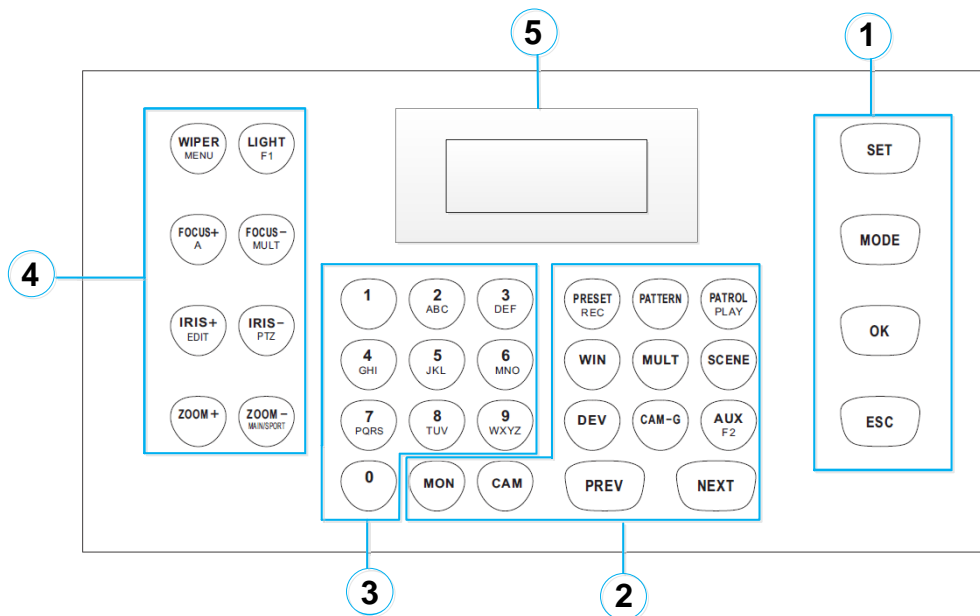 5
1
WIPER
MENU
LIGHT
F1
SET
FOCUS+
A
FOCUS−
MULT
MODE
4
1
2
ABC
3
DEF
PRESET
REC
PATTERN
PATROL
PLAY
IRIS+
EDIT
IRIS−
PTZ
OK
4
GHI
5
JKL
6
MNO
WIN
MULT
SCENE
ZOOM+
ZOOM−
MAIN/SPORT
7
PQRS
8
TUV
9
WXYZ
DEV
CAM-G
AUX
F2
ESC
0
MON
CAM
PREV
NEXT
3
2